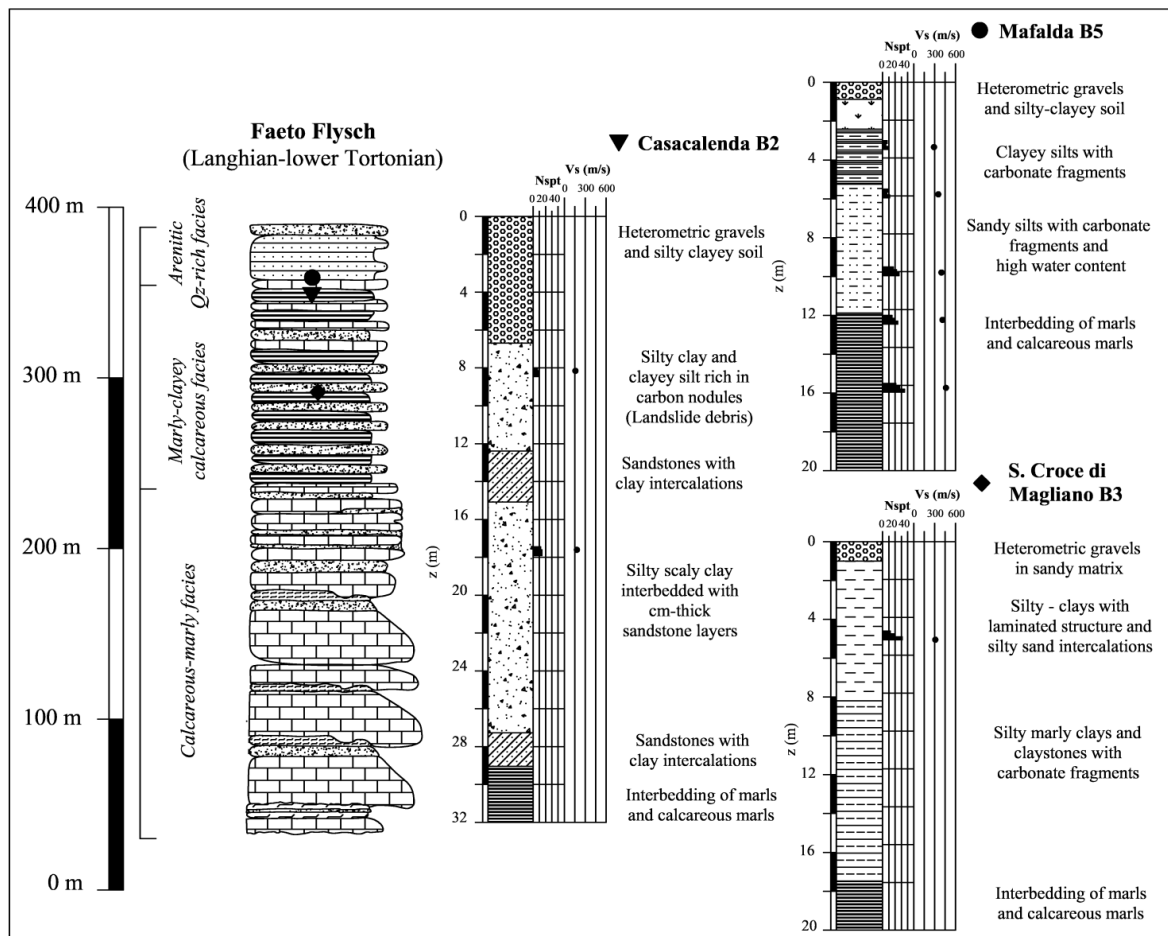 Faeto Flysch
(Langhian-lower Tortonian)
400 m
300 m
200 m
100 m
0 m
Arenitic
Qz-rich facies
Marly-clayey
calcareous facies
Calcareous-marly facies
Casacalenda B2
Vs (m/s)
Nspt
0 20 40 0 300 600
z (m)
0
4
8
12
16
20
24
28
32
Heterometric gravels
and silty clayey soil
Silty clay and
clayey silt rich in
carbon nodules
(Landslide debris)
Sandstones with
clay intercalations
Silty scaly clay
interbedded with
cm-thick
sandstone layers
Sandstones with
clay intercalations
Interbedding of marls
and calcareous marls
Mafalda B5
Vs (m/s)
Nspt
0 20 40 0 300 600
z (m)
0
4
8
12
16
20
Heterometric gravels
and silty-clayey soil
Clayey silts with
carbonate fragments
Sandy silts with carbonate
fragments and
high water content
Interbedding of marls
and calcareous marls
S. Croce di
Magliano B3
Vs (m/s)
Nspt
0 20 40 0 300 600
z (m)
0
4
8
12
16
20
Heterometric gravels
in sandy matrix
Silty - clays with
laminated structure and
silty sand intercalations
Silty marly clays and
claystones with
carbonate fragments
Interbedding of marls
and calcareous marls